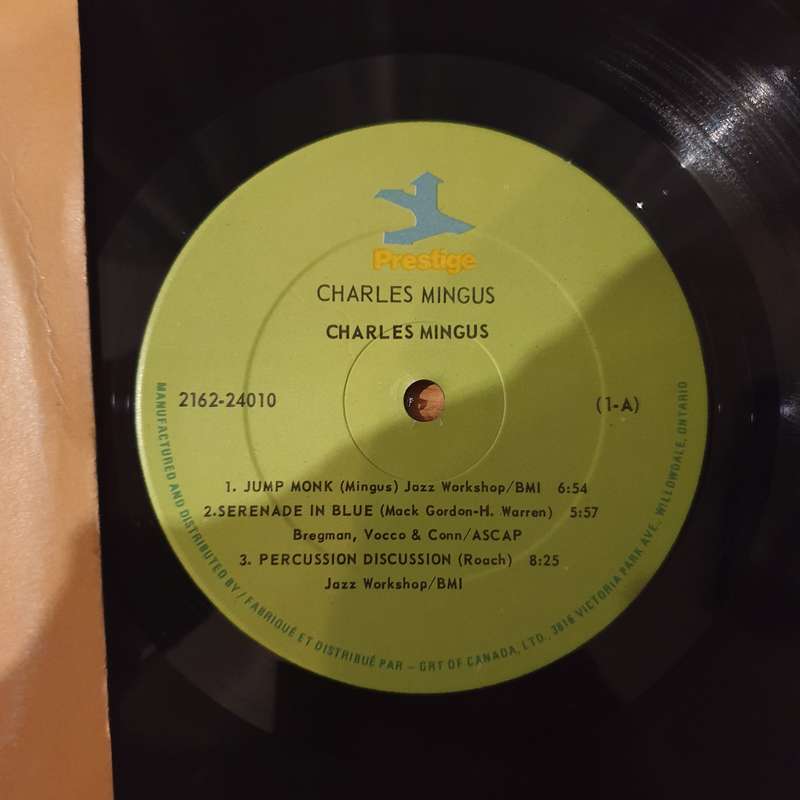 Prestige
CHARLES MINGUS
CHARLES MINGUS
2162-24010
(1-A)
1. JUMP MONK (Mingus) Jazz Workshop/BMI 6:54
2.SERENADE IN BLUE (Mack Gordon-H. Warren) 5:57
Bregman, Vocco & Conn/ASCAP
3. PERCUSSION DISCUSSION (Roach) 8:25
Jazz Workshop/BMI
MANUFACTURED AND DISTRIBUTED BY / FABRIQUÉ ET DISTRIBUÉ PAR – GRT OF CANADA, LTD., 3816 VICTORIA PARK AVE., WILLOWDALE, ONTARIO